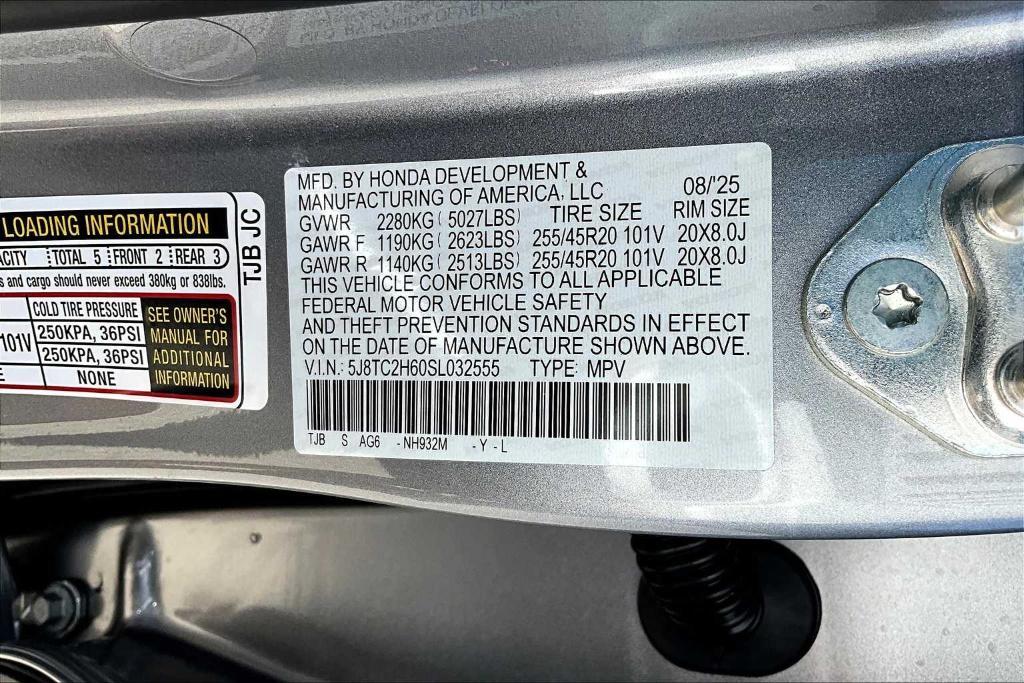 LOADING INFORMATION
ACITY TOTAL 5 FRONT 2 REAR 3
s and cargo should never exceed 380kg or 838lbs.
COLD TIRE PRESSURE
101V 250KPA, 36PSI
250KPA, 36PSI
NONE
SEE OWNER'S
MANUAL FOR
ADDITIONAL
INFORMATION
TJB JC
MFD. BY HONDA DEVELOPMENT &
MANUFACTURING OF AMERICA, LLC 08/'25
GVWR 2280KG ( 5027LBS) TIRE SIZE RIM SIZE
GAWR F 1190KG ( 2623LBS) 255/45R20 101V 20X8.0J
GAWR R 1140KG ( 2513LBS) 255/45R20 101V 20X8.0J
THIS VEHICLE CONFORMS TO ALL APPLICABLE
FEDERAL MOTOR VEHICLE SAFETY
AND THEFT PREVENTION STANDARDS IN EFFECT
ON THE DATE OF MANUFACTURE SHOWN ABOVE.
V.I.N.: 5J8TC2H60SL032555 TYPE: MPV
TJB S AG6 -NH932M -Y-L